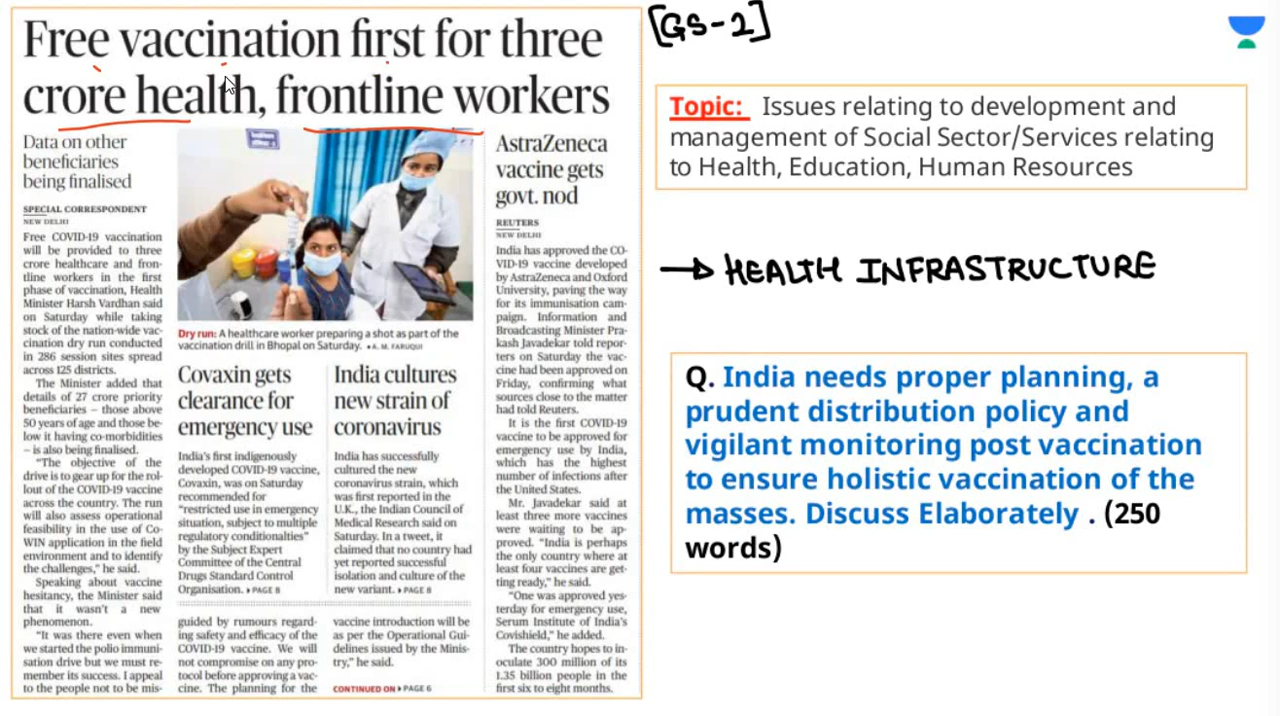 Free vaccination first for three
crore health, frontline workers
Data on other
beneficiaries
being finalised
SPECIAL CORRESPONDENT
NEW DELHI
Free COVID-19 vaccination
will be provided to three
crore healthcare and fron-
tline workers in the first
phase of vaccination, Health
Minister Harsh Vardhan said
on Saturday while taking
stock of the nation-wide vac-
cination dry run conducted
in 286 session sites spread
across 125 districts.
The Minister added that
details of 27 crore priority
beneficiaries – those above
50 years of age and those be-
low it having co-morbidities
– is also being finalised.
“The objective of the
drive is to gear up for the rol-
lout of the COVID-19 vaccine
across the country. The run
will also assess operational
feasibility in the use of Co-
WIN application in the field
environment and to identify
the challenges,” he said.
Speaking about vaccine
hesitancy, the Minister said
that it wasn’t a new
phenomenon.
“It was there even when
we started the polio immuni-
sation drive but we must re-
member its success. I appeal
to the people not to be mis-
Dry run: A healthcare worker preparing a shot as part of the
vaccination drill in Bhopal on Saturday. • A. M. FARUQUI
Covaxin gets
clearance for
emergency use
India’s first indigenously
developed COVID-19 vaccine,
Covaxin, was on Saturday
recommended for
“restricted use in emergency
situation, subject to multiple
regulatory conditionalties”
by the Subject Expert
Committee of the Central
Drugs Standard Control
Organisation. ▸ PAGE 8
India cultures
new strain of
coronavirus
India has successfully
cultured the new
coronavirus strain, which
was first reported in the
U.K., the Indian Council of
Medical Research said on
Saturday. In a tweet, it
claimed that no country had
yet reported successful
isolation and culture of the
new variant. ▸ PAGE 8
guided by rumours regard-
ing safety and efficacy of the
COVID-19 vaccine. We will
not compromise on any pro-
tocol before approving a vac-
cine. The planning for the
vaccine introduction will be
as per the Operational Gui-
delines issued by the Minis-
try,” he said.
CONTINUED ON ▸ PAGE 6
AstraZeneca
vaccine gets
govt. nod
REUTERS
NEW DELHI
India has approved the CO-
VID-19 vaccine developed
by AstraZeneca and Oxford
University, paving the way
for its immunisation cam-
paign. Information and
Broadcasting Minister Pra-
kash Javadekar told repor-
ters on Saturday the vac-
cine had been approved on
Friday, confirming what
sources close to the matter
had told Reuters.
It is the first COVID-19
vaccine to be approved for
emergency use by India,
which has the highest
number of infections after
the United States.
Mr. Javadekar said at
least three more vaccines
were waiting to be ap-
proved. “India is perhaps
the only country where at
least four vaccines are get-
ting ready,” he said.
“One was approved yes-
terday for emergency use,
Serum Institute of India’s
Covishield,” he added.
The country hopes to in-
oculate 300 million of its
1.35 billion people in the
first six to eight months.
[GS-2]
Topic: Issues relating to development and
management of Social Sector/Services relating
to Health, Education, Human Resources
→ HEALTH INFRASTRUCTURE
Q. India needs proper planning, a
prudent distribution policy and
vigilant monitoring post vaccination
to ensure holistic vaccination of the
masses. Discuss Elaborately . (250
words)